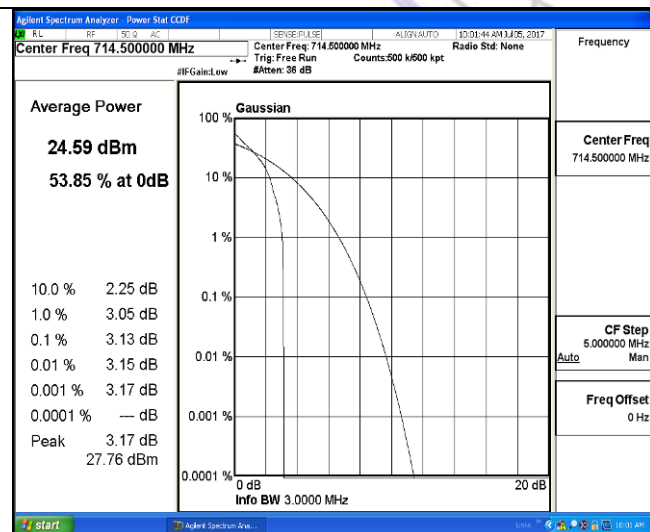 Agilent Spectrum Analyzer - Power Stat CCDF
RL RF 50 Ω AC SENSE:PULSE ALIGN AUTO 10:01:44 AM Jul 05, 2017
Center Freq 714.500000 MHz
Center Freq: 714.500000 MHz Radio Std: None
Trig: Free Run Counts:500 k/500 kpt
#IFGain:Low #Atten: 36 dB
Frequency
Average Power
24.59 dBm
53.85 % at 0dB
10.0 % 2.25 dB
1.0 % 3.05 dB
0.1 % 3.13 dB
0.01 % 3.15 dB
0.001 % 3.17 dB
0.0001 % --- dB
Peak 3.17 dB
27.76 dBm
Gaussian
100 %
10 %
1 %
0.1 %
0.01 %
0.001 %
0.0001 %
0 dB 20 dB
Info BW 3.0000 MHz
Center Freq
714.500000 MHz
CF Step
5.000000 MHz
Auto Man
Freq Offset
0 Hz
start Agilent Spectrum Ana... Links » 10:01 AM